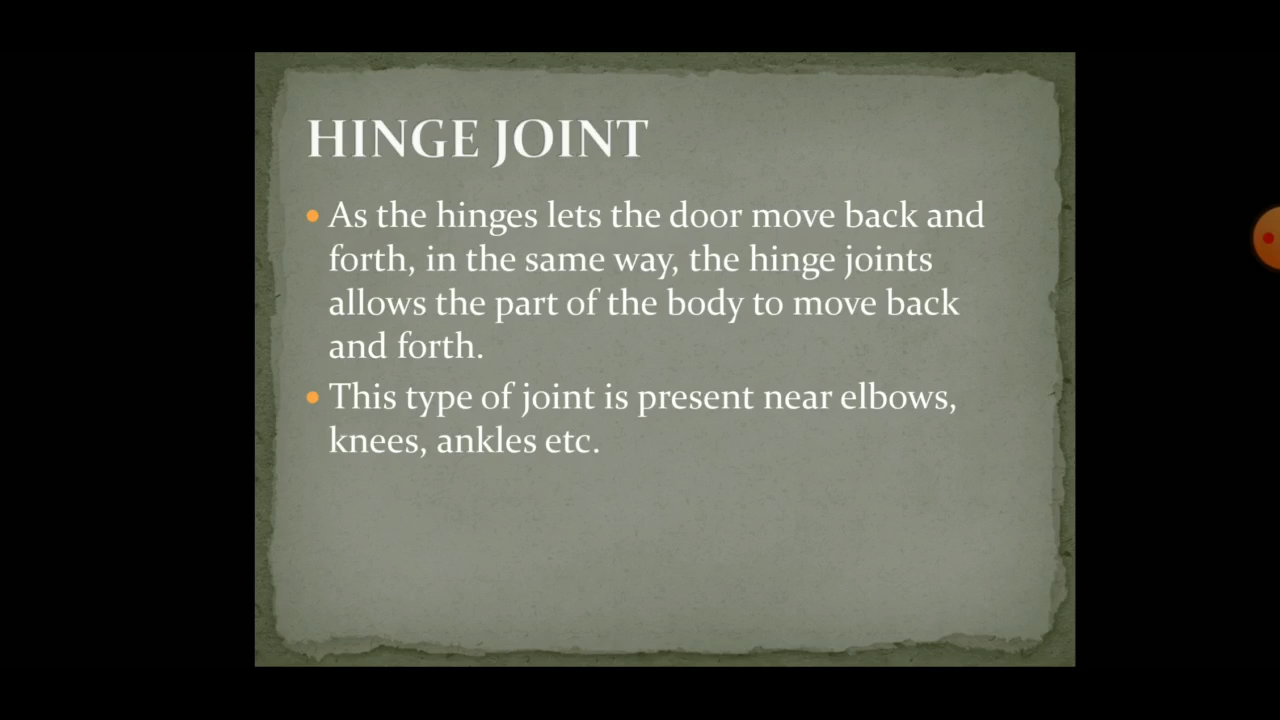 HINGE JOINT
• As the hinges lets the door move back and
forth, in the same way, the hinge joints
allows the part of the body to move back
and forth.
• This type of joint is present near elbows,
knees, ankles etc.